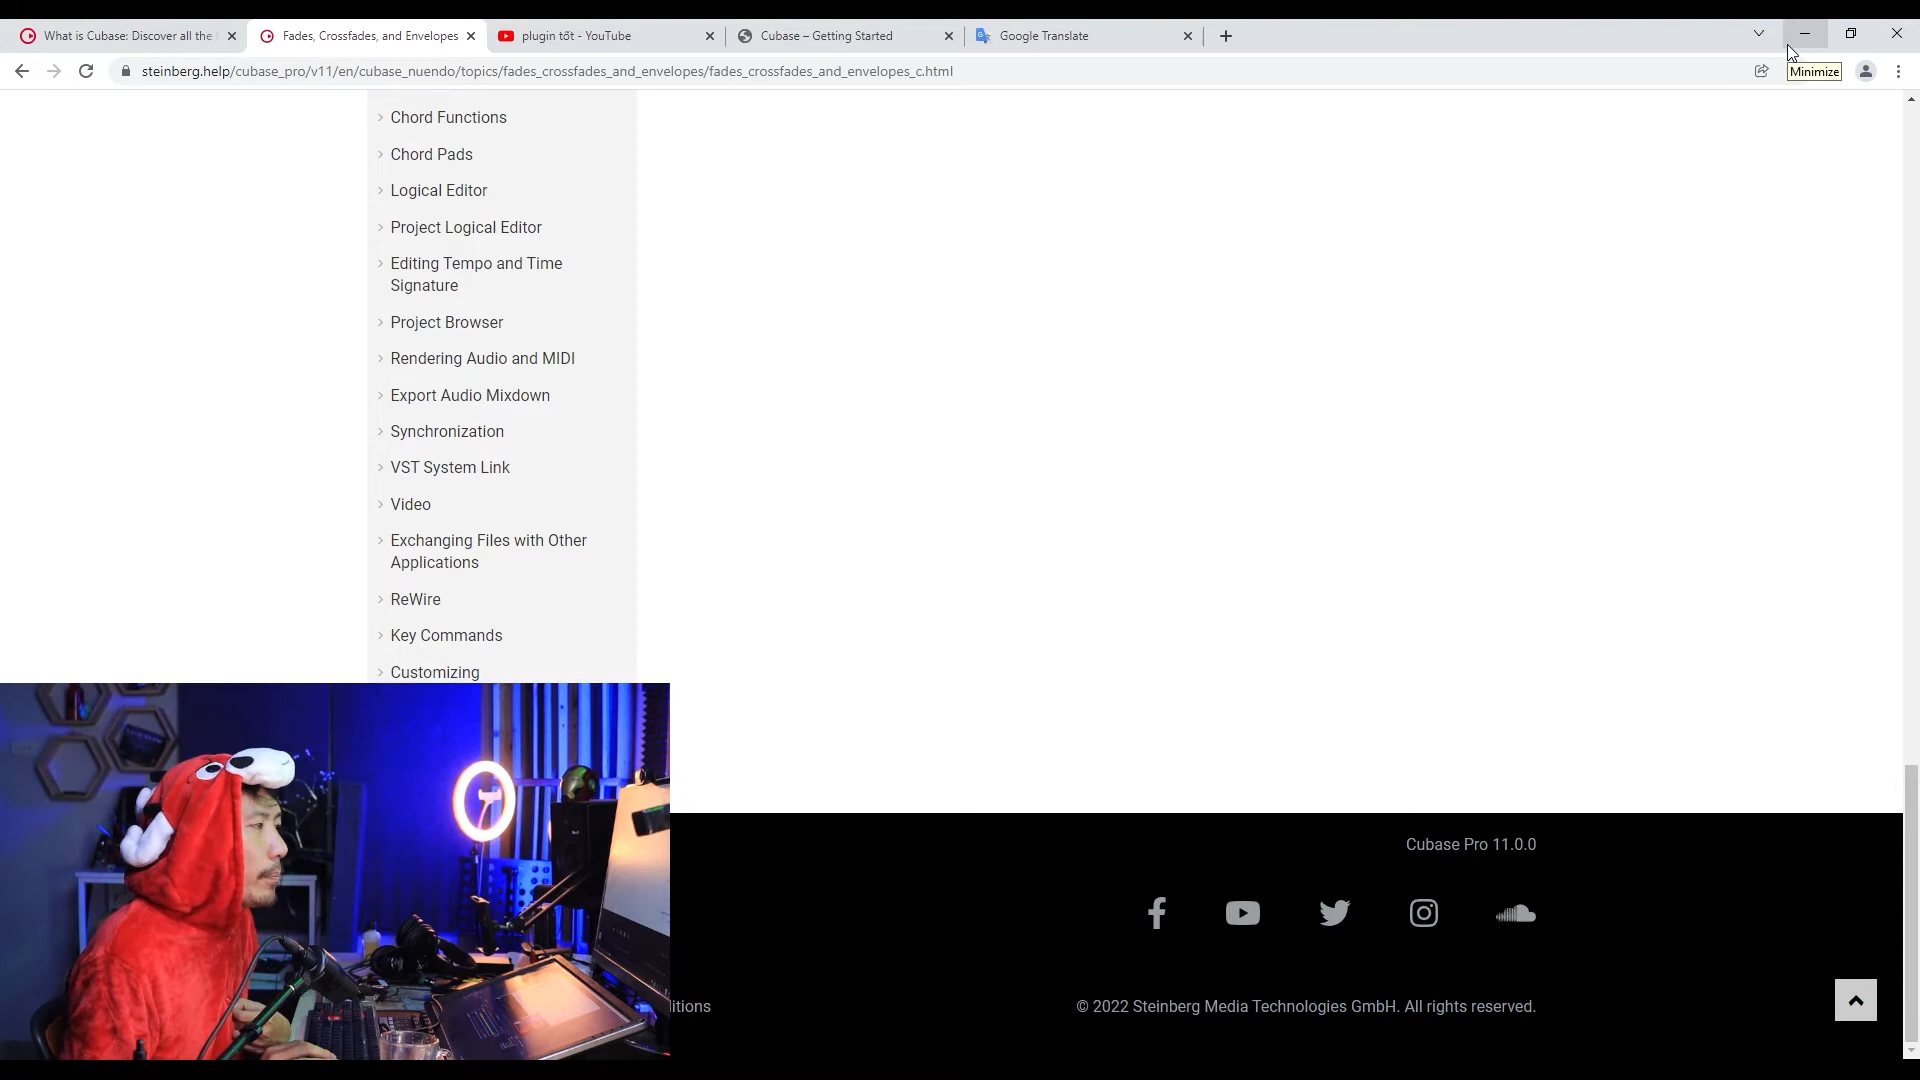 What is Cubase: Discover all the
Fades, Crossfades, and Envelopes
plugin tốt - YouTube
Cubase – Getting Started
Google Translate
steinberg.help/cubase_pro/v11/en/cubase_nuendo/topics/fades_crossfades_and_envelopes/fades_crossfades_and_envelopes_c.html
Minimize
Chord Functions
Chord Pads
Logical Editor
Project Logical Editor
Editing Tempo and Time
Signature
Project Browser
Rendering Audio and MIDI
Export Audio Mixdown
Synchronization
VST System Link
Video
Exchanging Files with Other
Applications
ReWire
Key Commands
Customizing
Cubase Pro 11.0.0
itions
© 2022 Steinberg Media Technologies GmbH. All rights reserved.